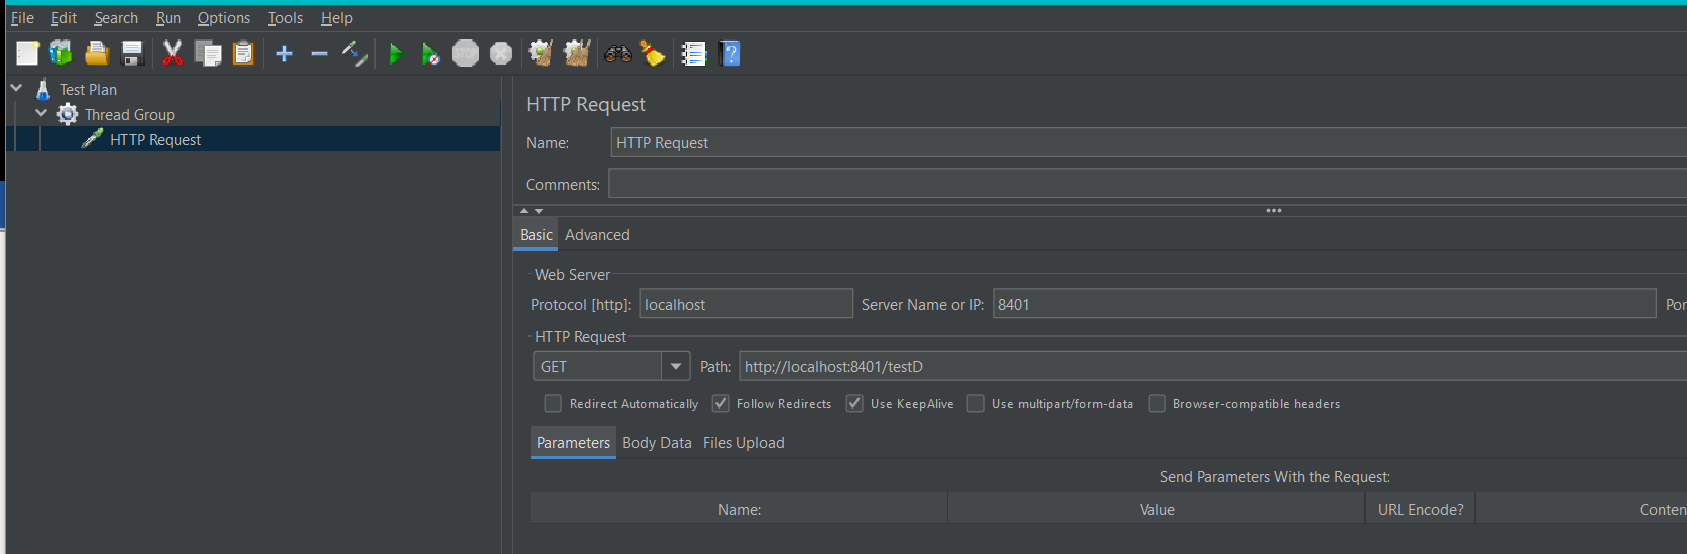 File Edit Search Run Options Tools Help
STOP
Test Plan
Thread Group
HTTP Request
HTTP Request
Name: HTTP Request
Comments:
Basic Advanced
Web Server
Protocol [http]: localhost Server Name or IP: 8401 Por
HTTP Request
GET Path: http://localhost:8401/testD
Redirect Automatically Follow Redirects Use KeepAlive Use multipart/form-data Browser-compatible headers
Parameters Body Data Files Upload
Send Parameters With the Request:
Name: Value URL Encode? Conten